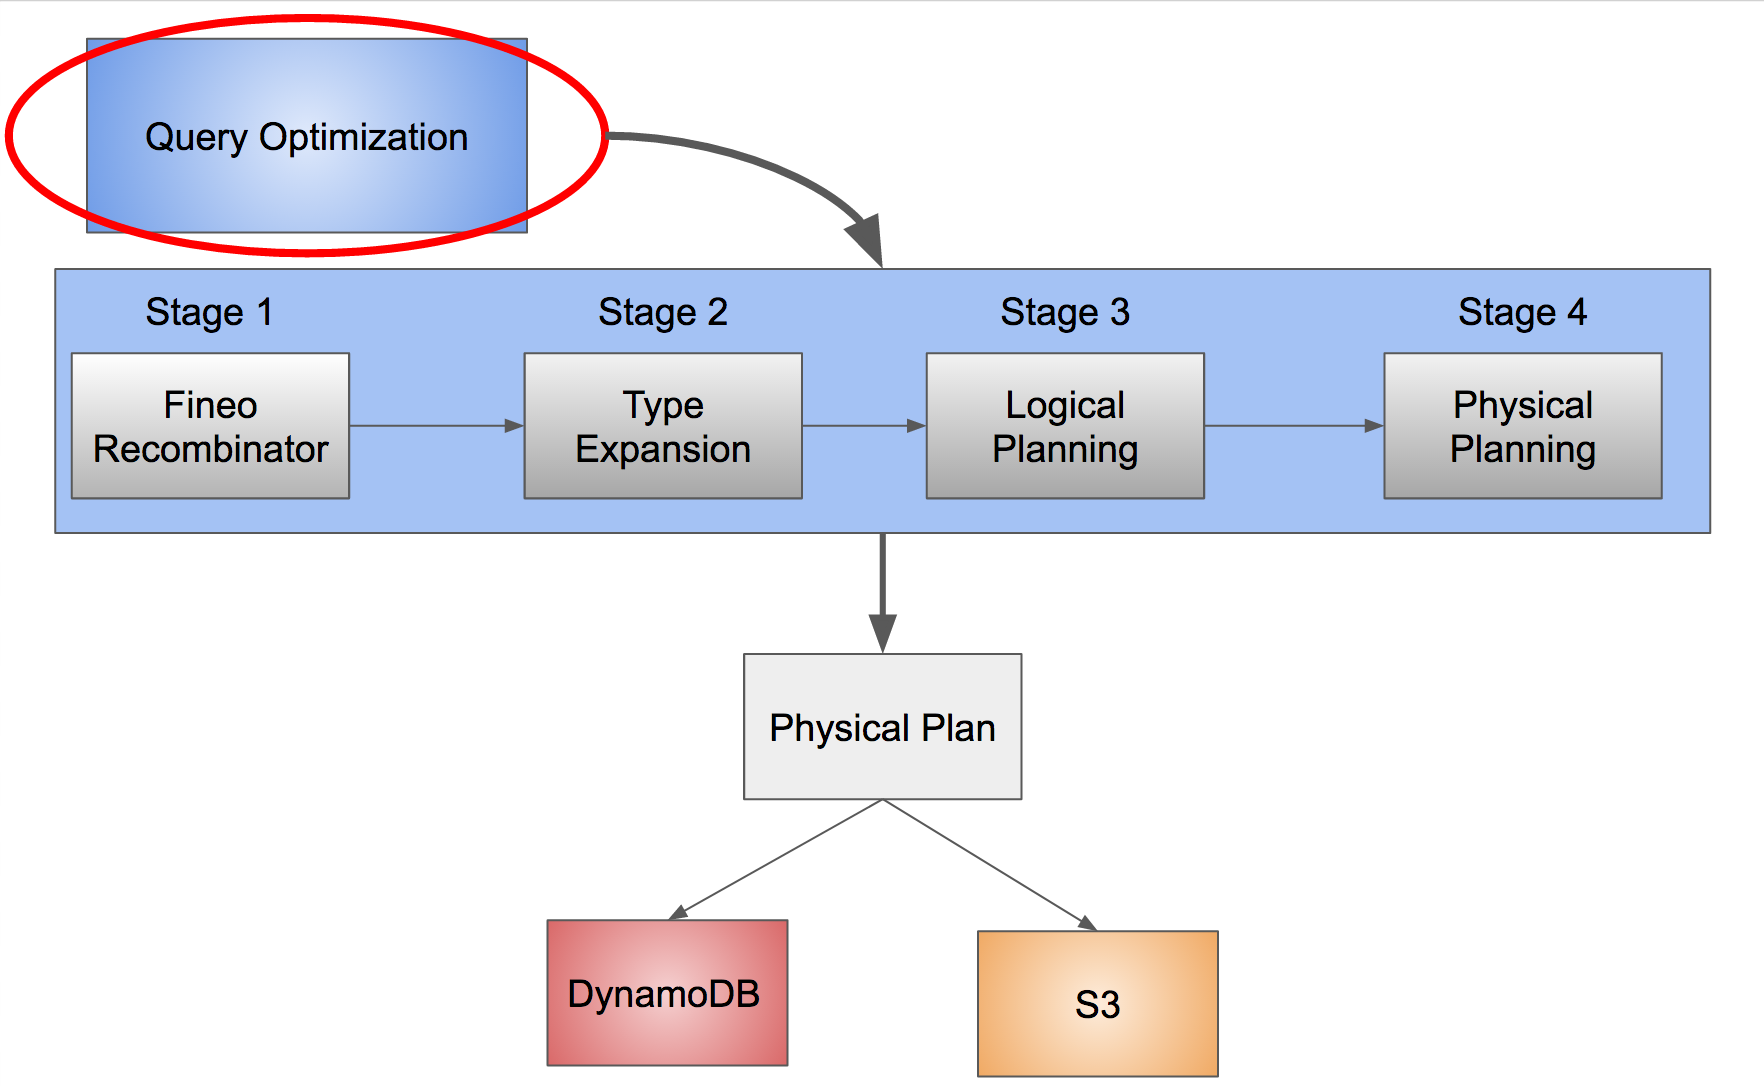 Query Optimization
Stage 1
Stage 2
Stage 3
Stage 4
Fineo
Recombinator
Type
Expansion
Logical
Planning
Physical
Planning
Physical Plan
DynamoDB
S3